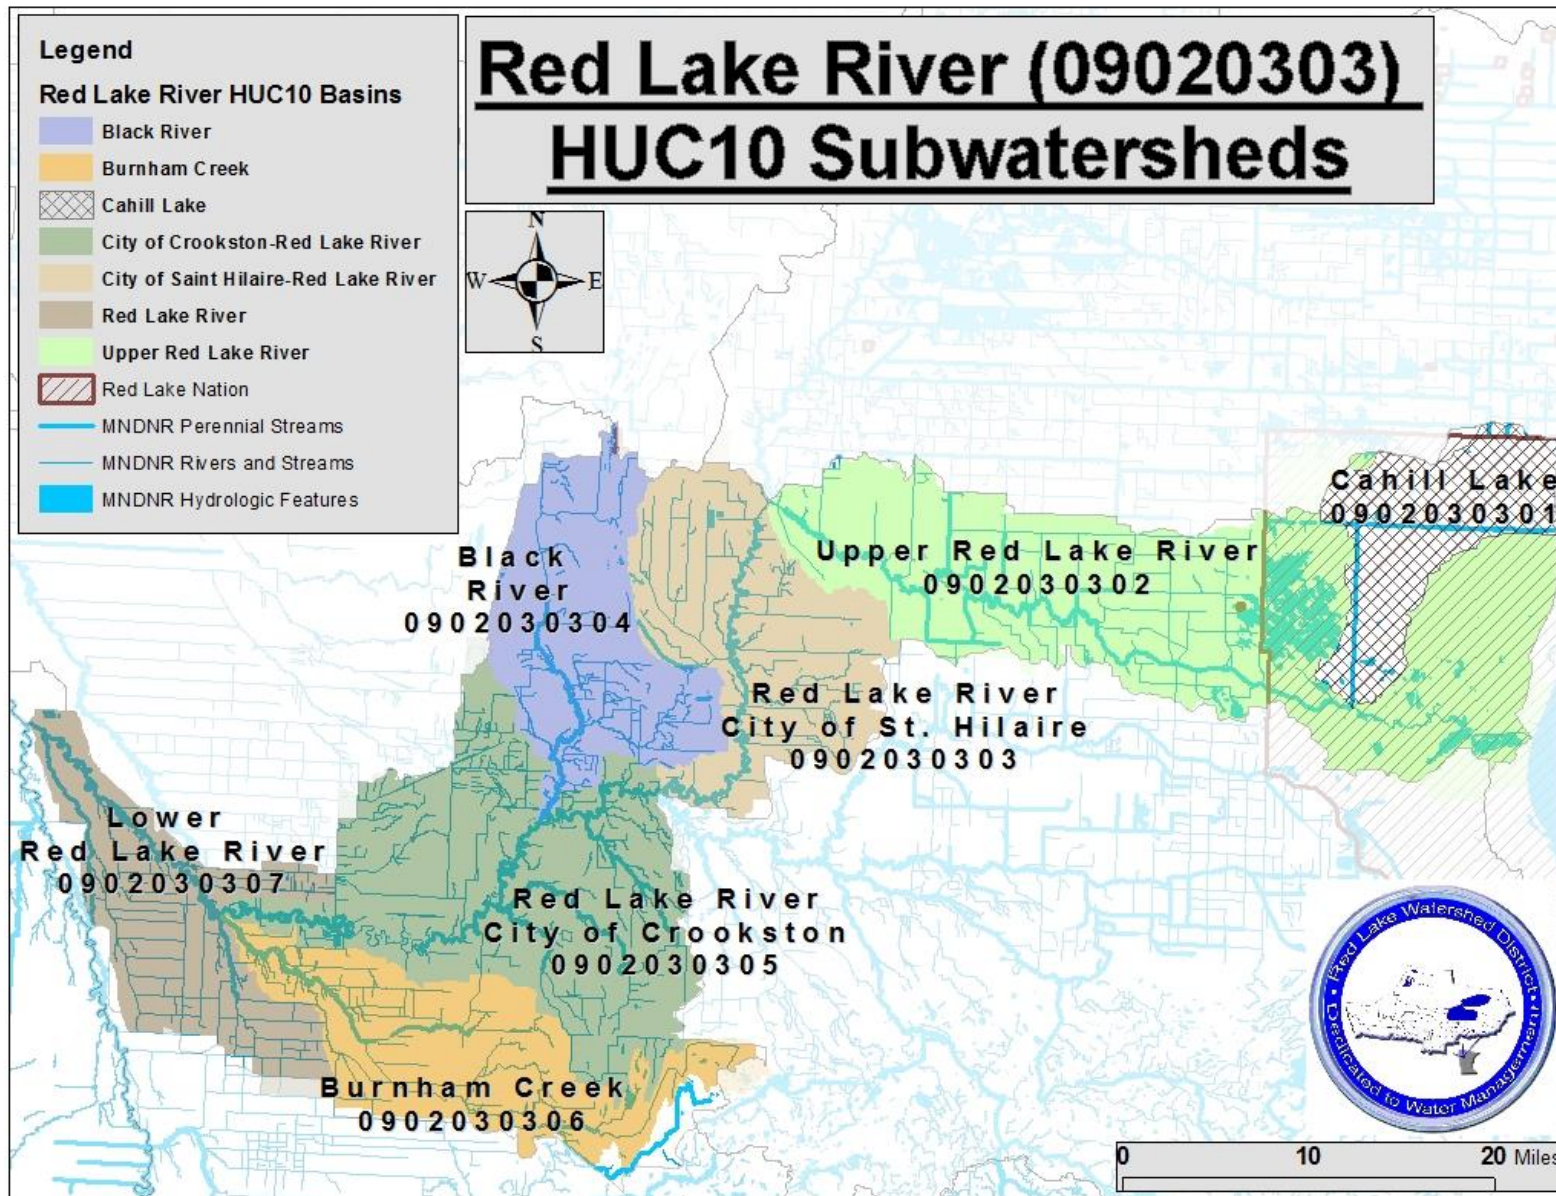 Red Lake River (09020303)
HUC10 Subwatersheds
Legend
Red Lake River HUC10 Basins
Black River
Burnham Creek
Cahill Lake
City of Crookston-Red Lake River
City of Saint Hilaire-Red Lake River
Red Lake River
Upper Red Lake River
Red Lake Nation
MNDNR Perennial Streams
MNDNR Rivers and Streams
MNDNR Hydrologic Features
N
W
E
S
Cahill Lake
0902030301
Black
River
0902030304
Upper Red Lake River
0902030302
Red Lake River
City of St. Hilaire
0902030303
Lower
Red Lake River
0902030307
Red Lake River
City of Crookston
0902030305
Burnham Creek
0902030306
Red Lake Watershed District
Dedicated to Water Management
0 10 20 Miles